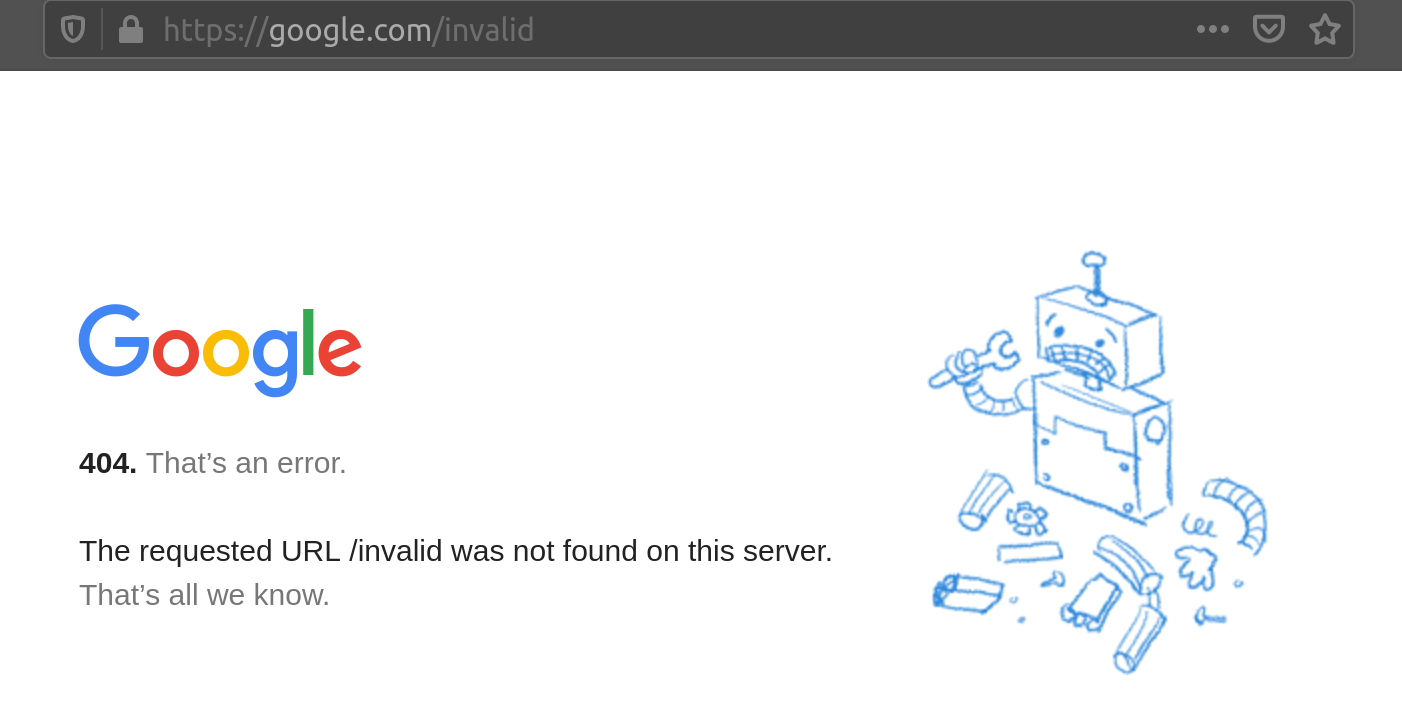 https://google.com/invalid
Google
404. That’s an error.
The requested URL /invalid was not found on this server.
That’s all we know.